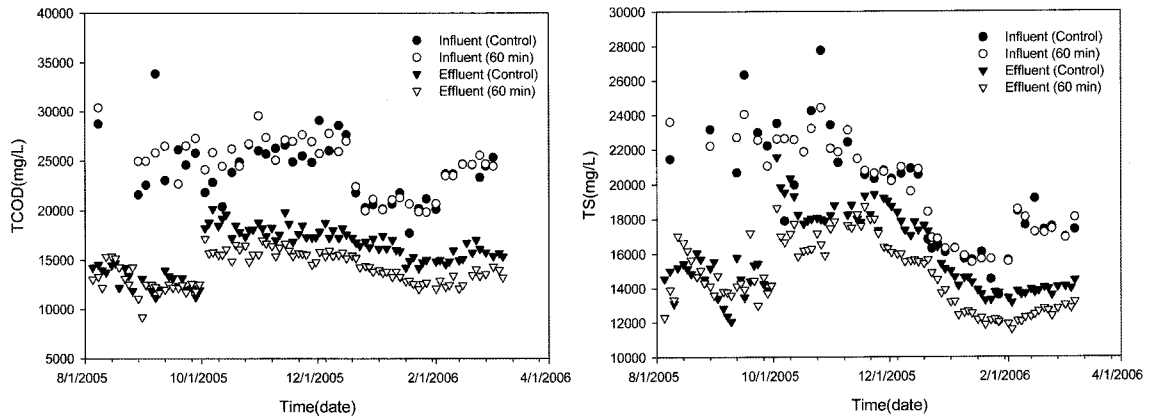 40000
35000
30000
25000
20000
15000
10000
5000
TCOD(mg/L)
Influent (Control)
Influent (60 min)
Effluent (Control)
Effluent (60 min)
8/1/2005 10/1/2005 12/1/2005 2/1/2006 4/1/2006
Time(date)
30000
28000
26000
24000
22000
20000
18000
16000
14000
12000
10000
TS(mg/L)
Influent (Control)
Influent (60 min)
Effluent (Control)
Effluent (60 min)
8/1/2005 10/1/2005 12/1/2005 2/1/2006 4/1/2006
Time(date)